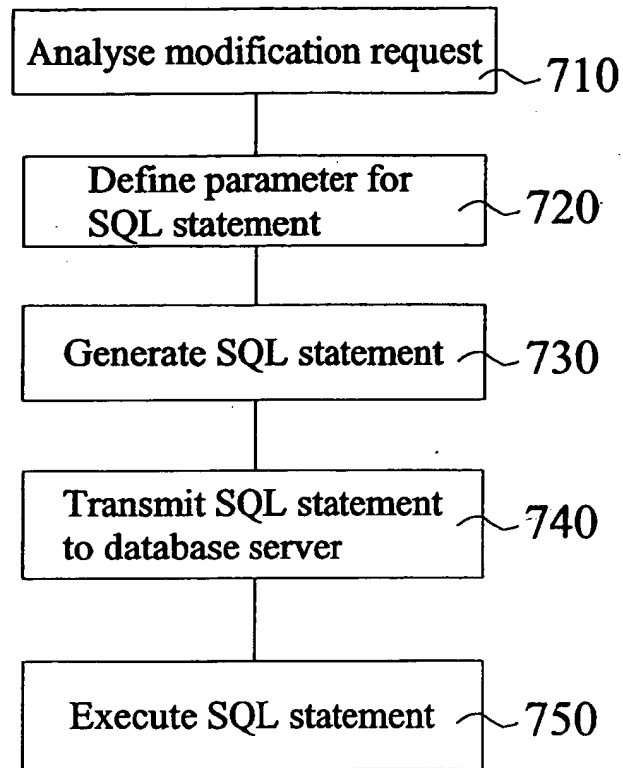 Analyse modification request
710
Define parameter for
SQL statement
720
Generate SQL statement
730
Transmit SQL statement
to database server
740
Execute SQL statement
750